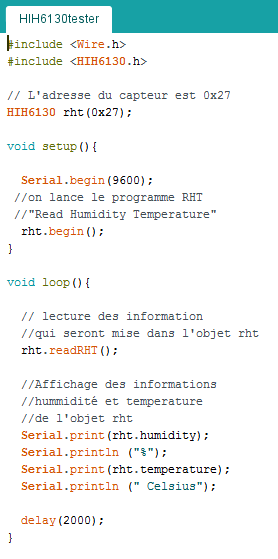 HIH6130tester
#include <Wire.h>
#include <HIH6130.h>
// L'adresse du capteur est 0x27
HIH6130 rht(0x27);
void setup(){
Serial.begin(9600);
//on lance le programme RHT
//"Read Humidity Temperature"
rht.begin();
}
void loop(){
// lecture des information
//qui seront mise dans l'objet rht
rht.readRHT();
//Affichage des informations
//hummidité et temperature
//de l'objet rht
Serial.print(rht.humidity);
Serial.println ("%");
Serial.print(rht.temperature);
Serial.println (" Celsius");
delay(2000);
}